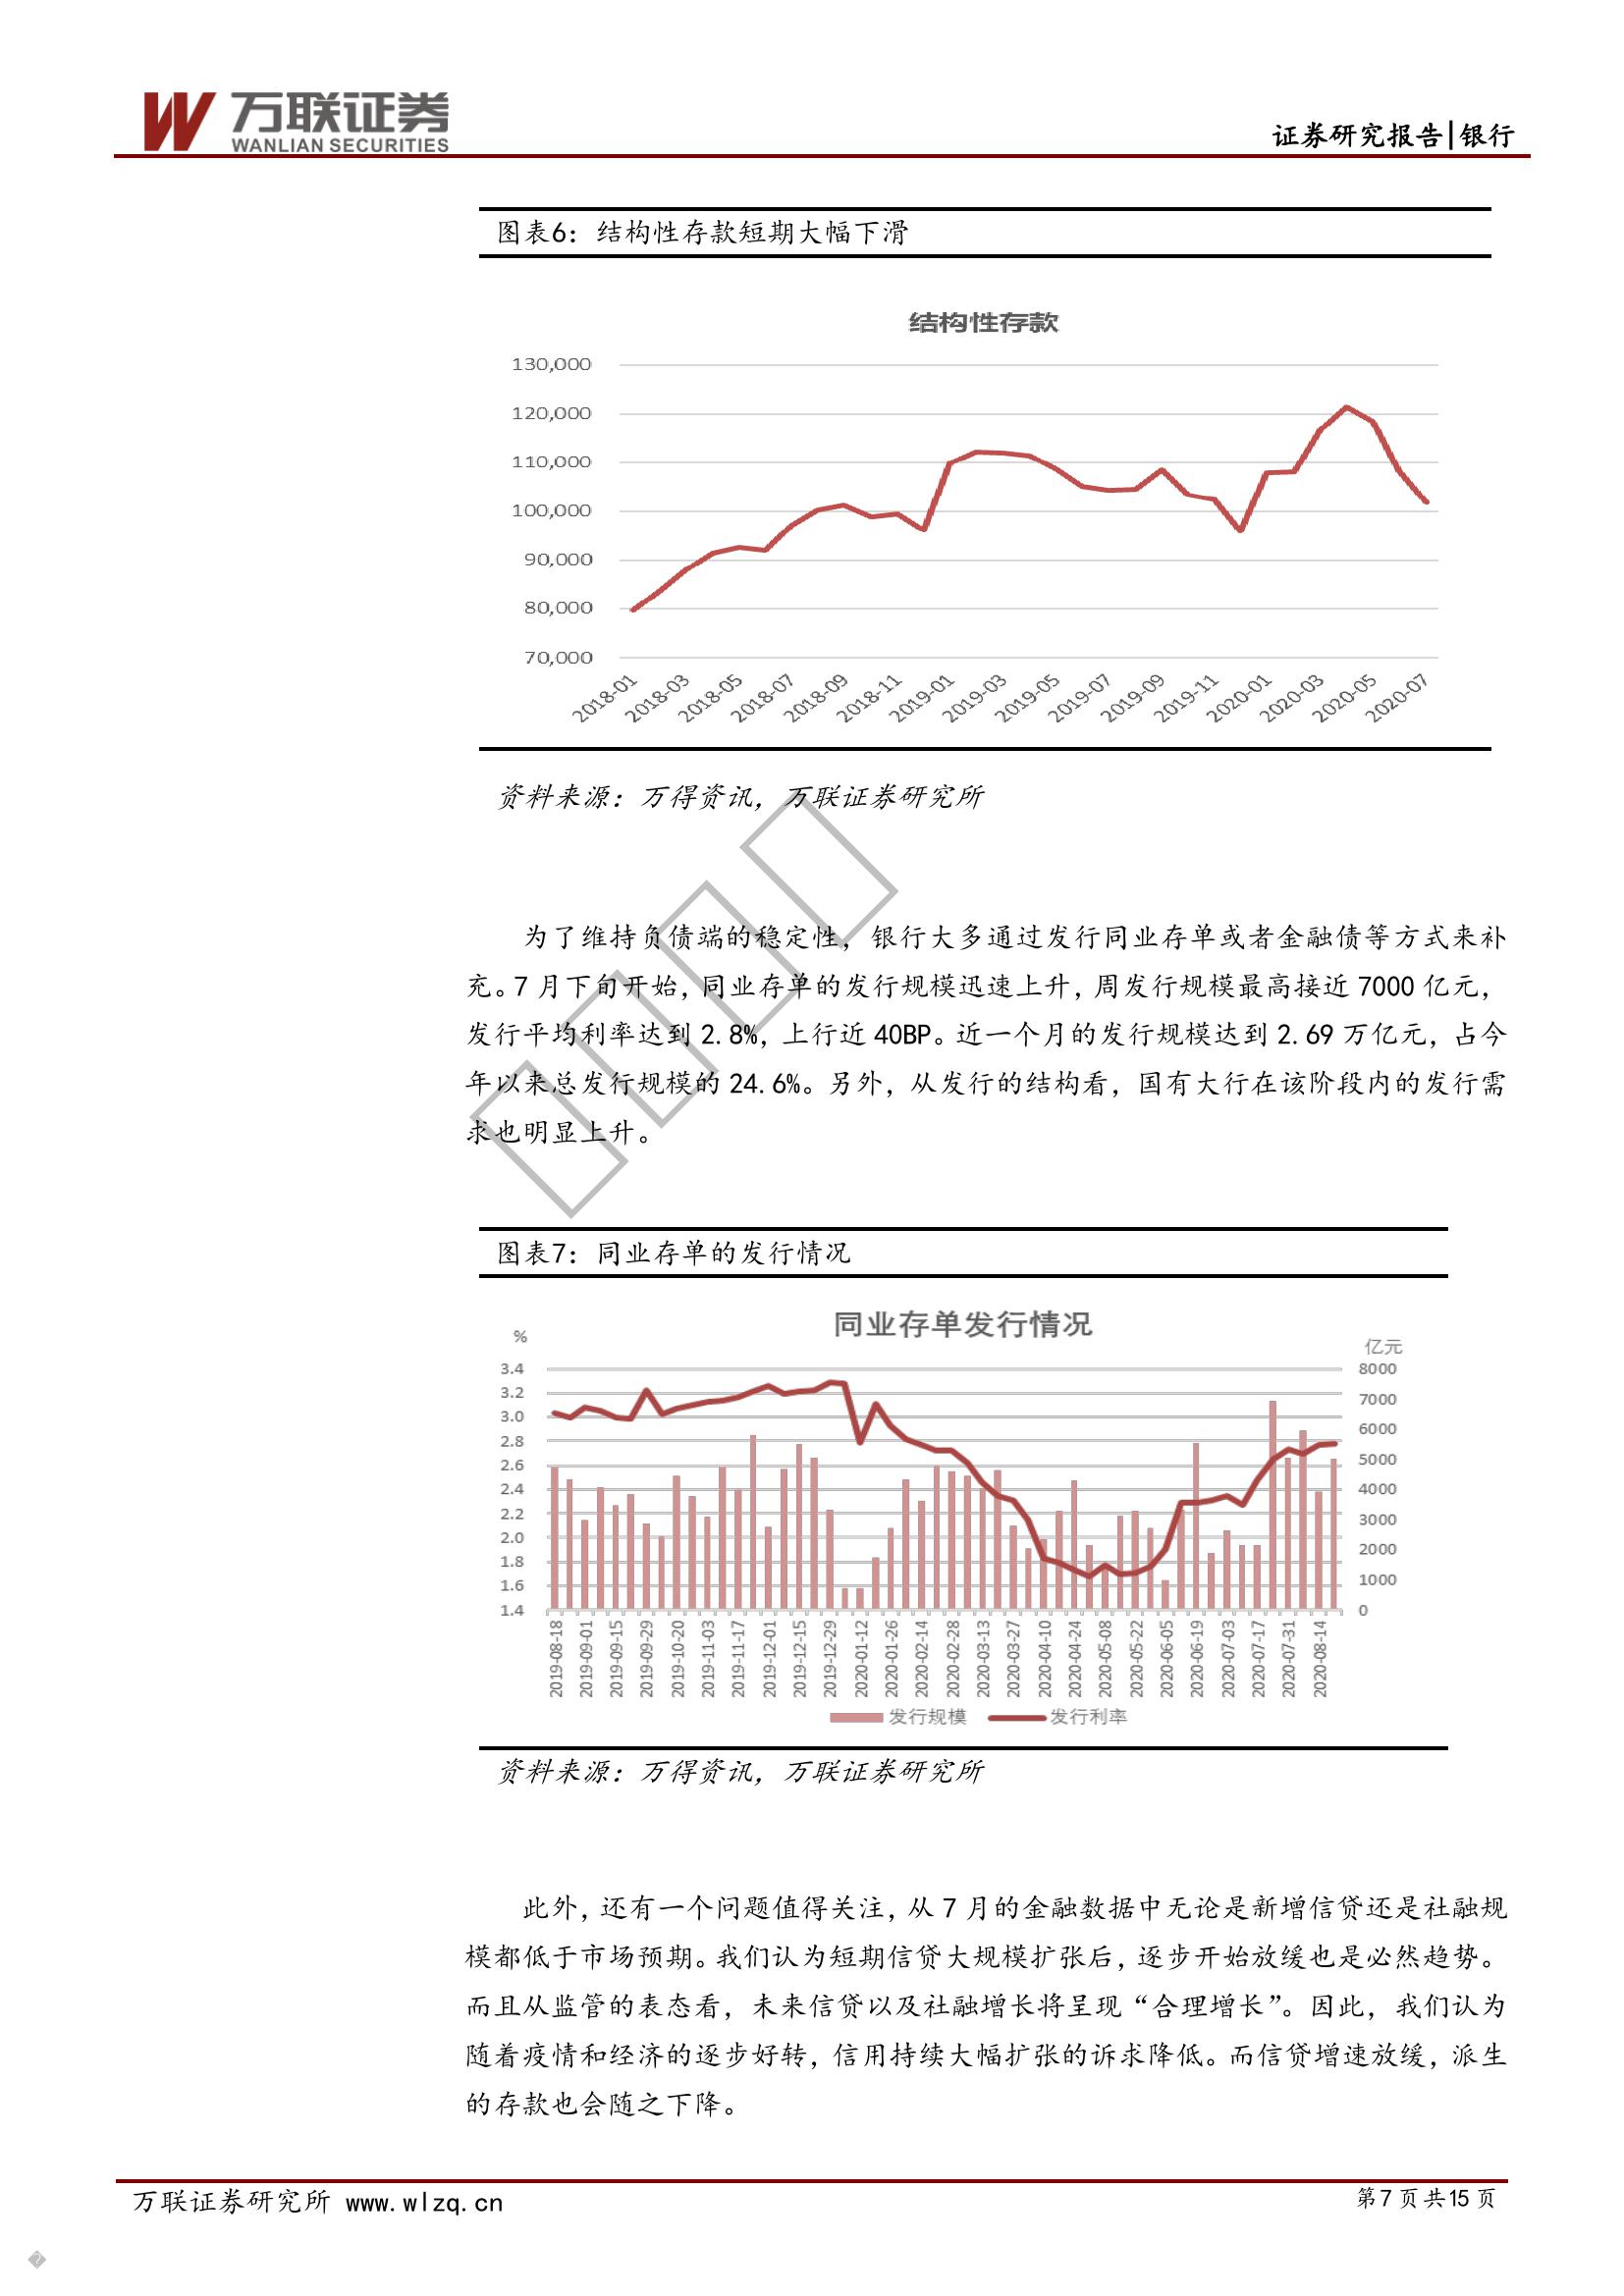 万联证券
WANLIAN SECURITIES
证券研究报告|银行
图表6：结构性存款短期大幅下滑
结构性存款
130,000
120,000
110,000
100,000
90,000
80,000
70,000
2018-01
2018-03
2018-05
2018-07
2018-09
2018-11
2019-01
2019-03
2019-05
2019-07
2019-09
2019-11
2020-01
2020-03
2020-05
2020-07
资料来源：万得资讯，万联证券研究所
为了维持负债端的稳定性，银行大多通过发行同业存单或者金融债等方式来补
充。7月下旬开始，同业存单的发行规模迅速上升，周发行规模最高接近 7000 亿元，
发行平均利率达到 2.8%，上行近 40BP。近一个月的发行规模达到 2.69 万亿元，占今
年以来总发行规模的 24.6%。另外，从发行的结构看，国有大行在该阶段内的发行需
求也明显上升。
图表7：同业存单的发行情况
同业存单发行情况
%
亿元
3.4
3.2
3.0
2.8
2.6
2.4
2.2
2.0
1.8
1.6
1.4
8000
7000
6000
5000
4000
3000
2000
1000
0
2019-08-18
2019-09-01
2019-09-15
2019-09-29
2019-10-20
2019-11-03
2019-11-17
2019-12-01
2019-12-15
2019-12-29
2020-01-12
2020-01-26
2020-02-14
2020-02-28
2020-03-13
2020-03-27
2020-04-10
2020-04-24
2020-05-08
2020-05-22
2020-06-05
2020-06-19
2020-07-03
2020-07-17
2020-07-31
2020-08-14
发行规模
发行利率
资料来源：万得资讯，万联证券研究所
此外，还有一个问题值得关注，从 7 月的金融数据中无论是新增信贷还是社融规
模都低于市场预期。我们认为短期信贷大规模扩张后，逐步开始放缓也是必然趋势。
而且从监管的表态看，未来信贷以及社融增长将呈现“合理增长”。因此，我们认为
随着疫情和经济的逐步好转，信用持续大幅扩张的诉求降低。而信贷增速放缓，派生
的存款也会随之下降。
万联证券研究所 www.wlzq.cn
第7页共15页